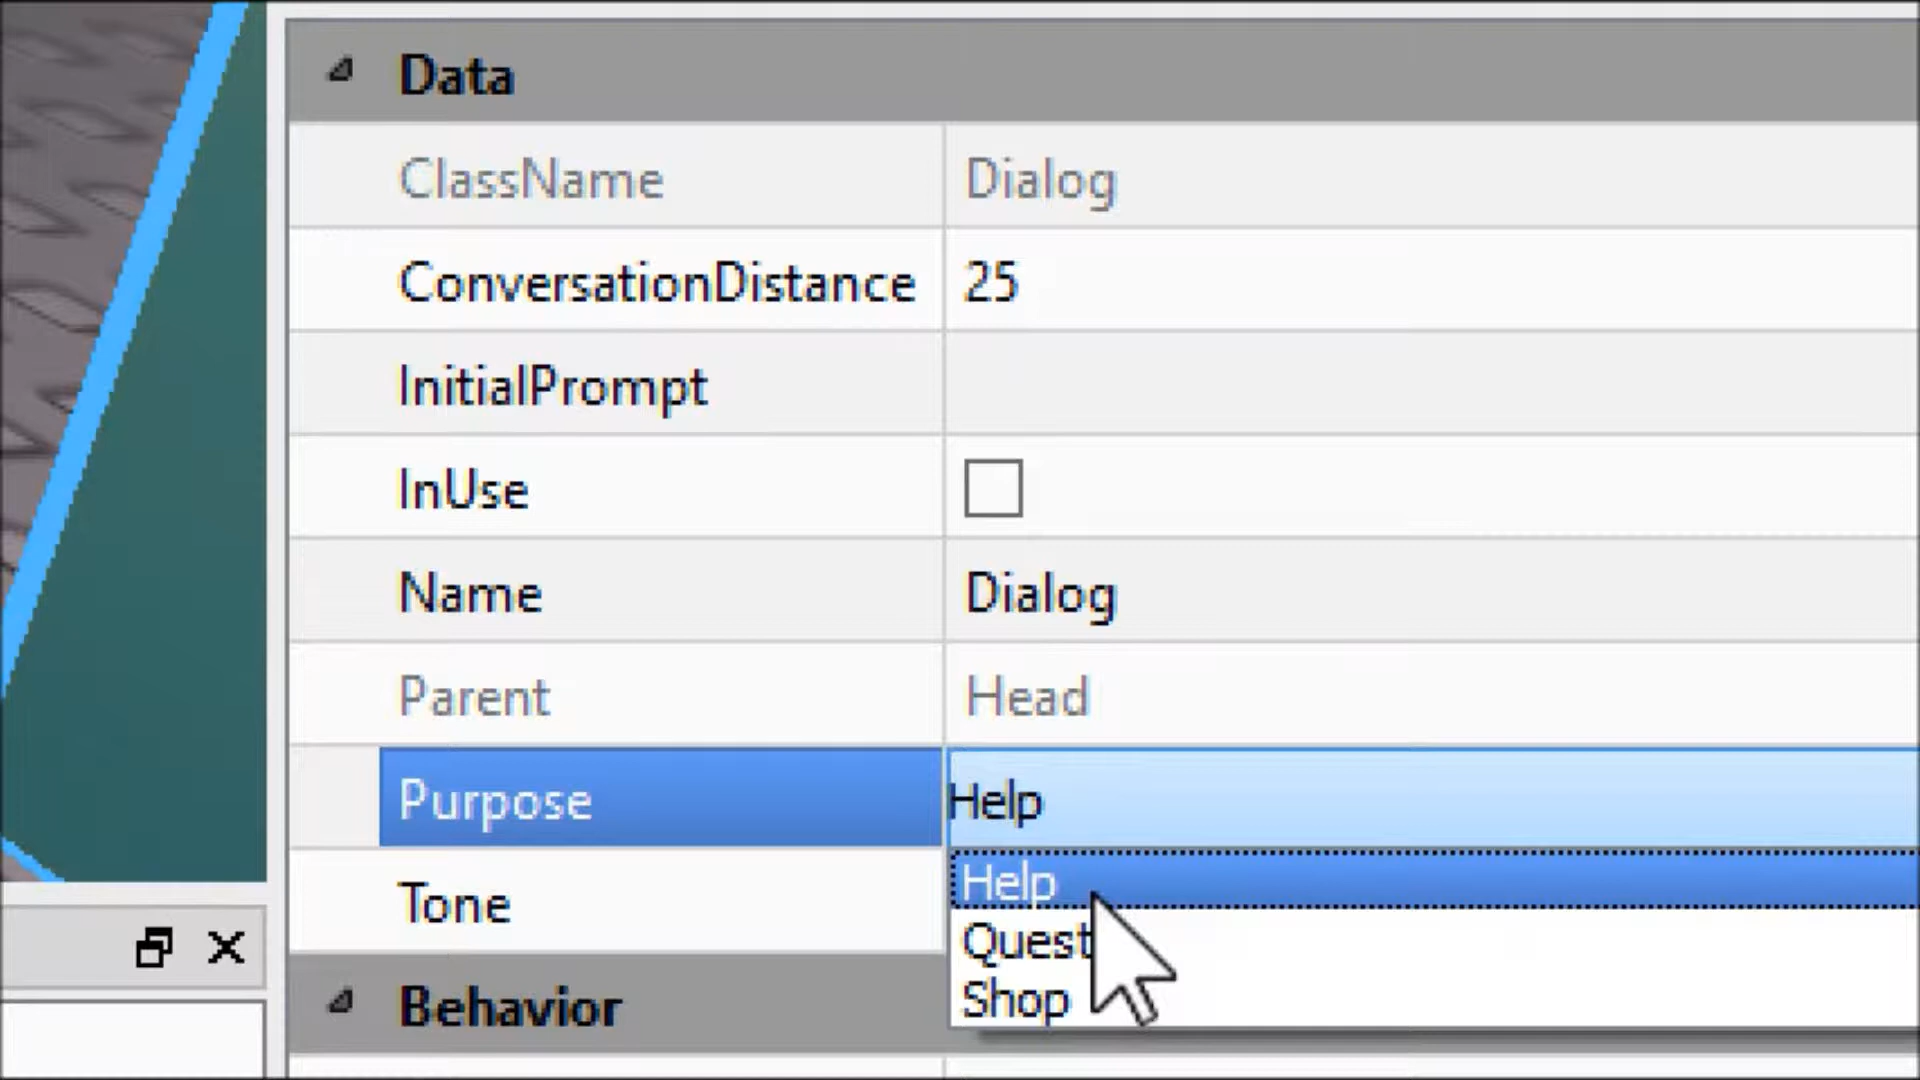 Data
ClassName Dialog
ConversationDistance 25
InitialPrompt
InUse
Name Dialog
Parent Head
Purpose Help
Help
Tone
Quest
Shop
Behavior